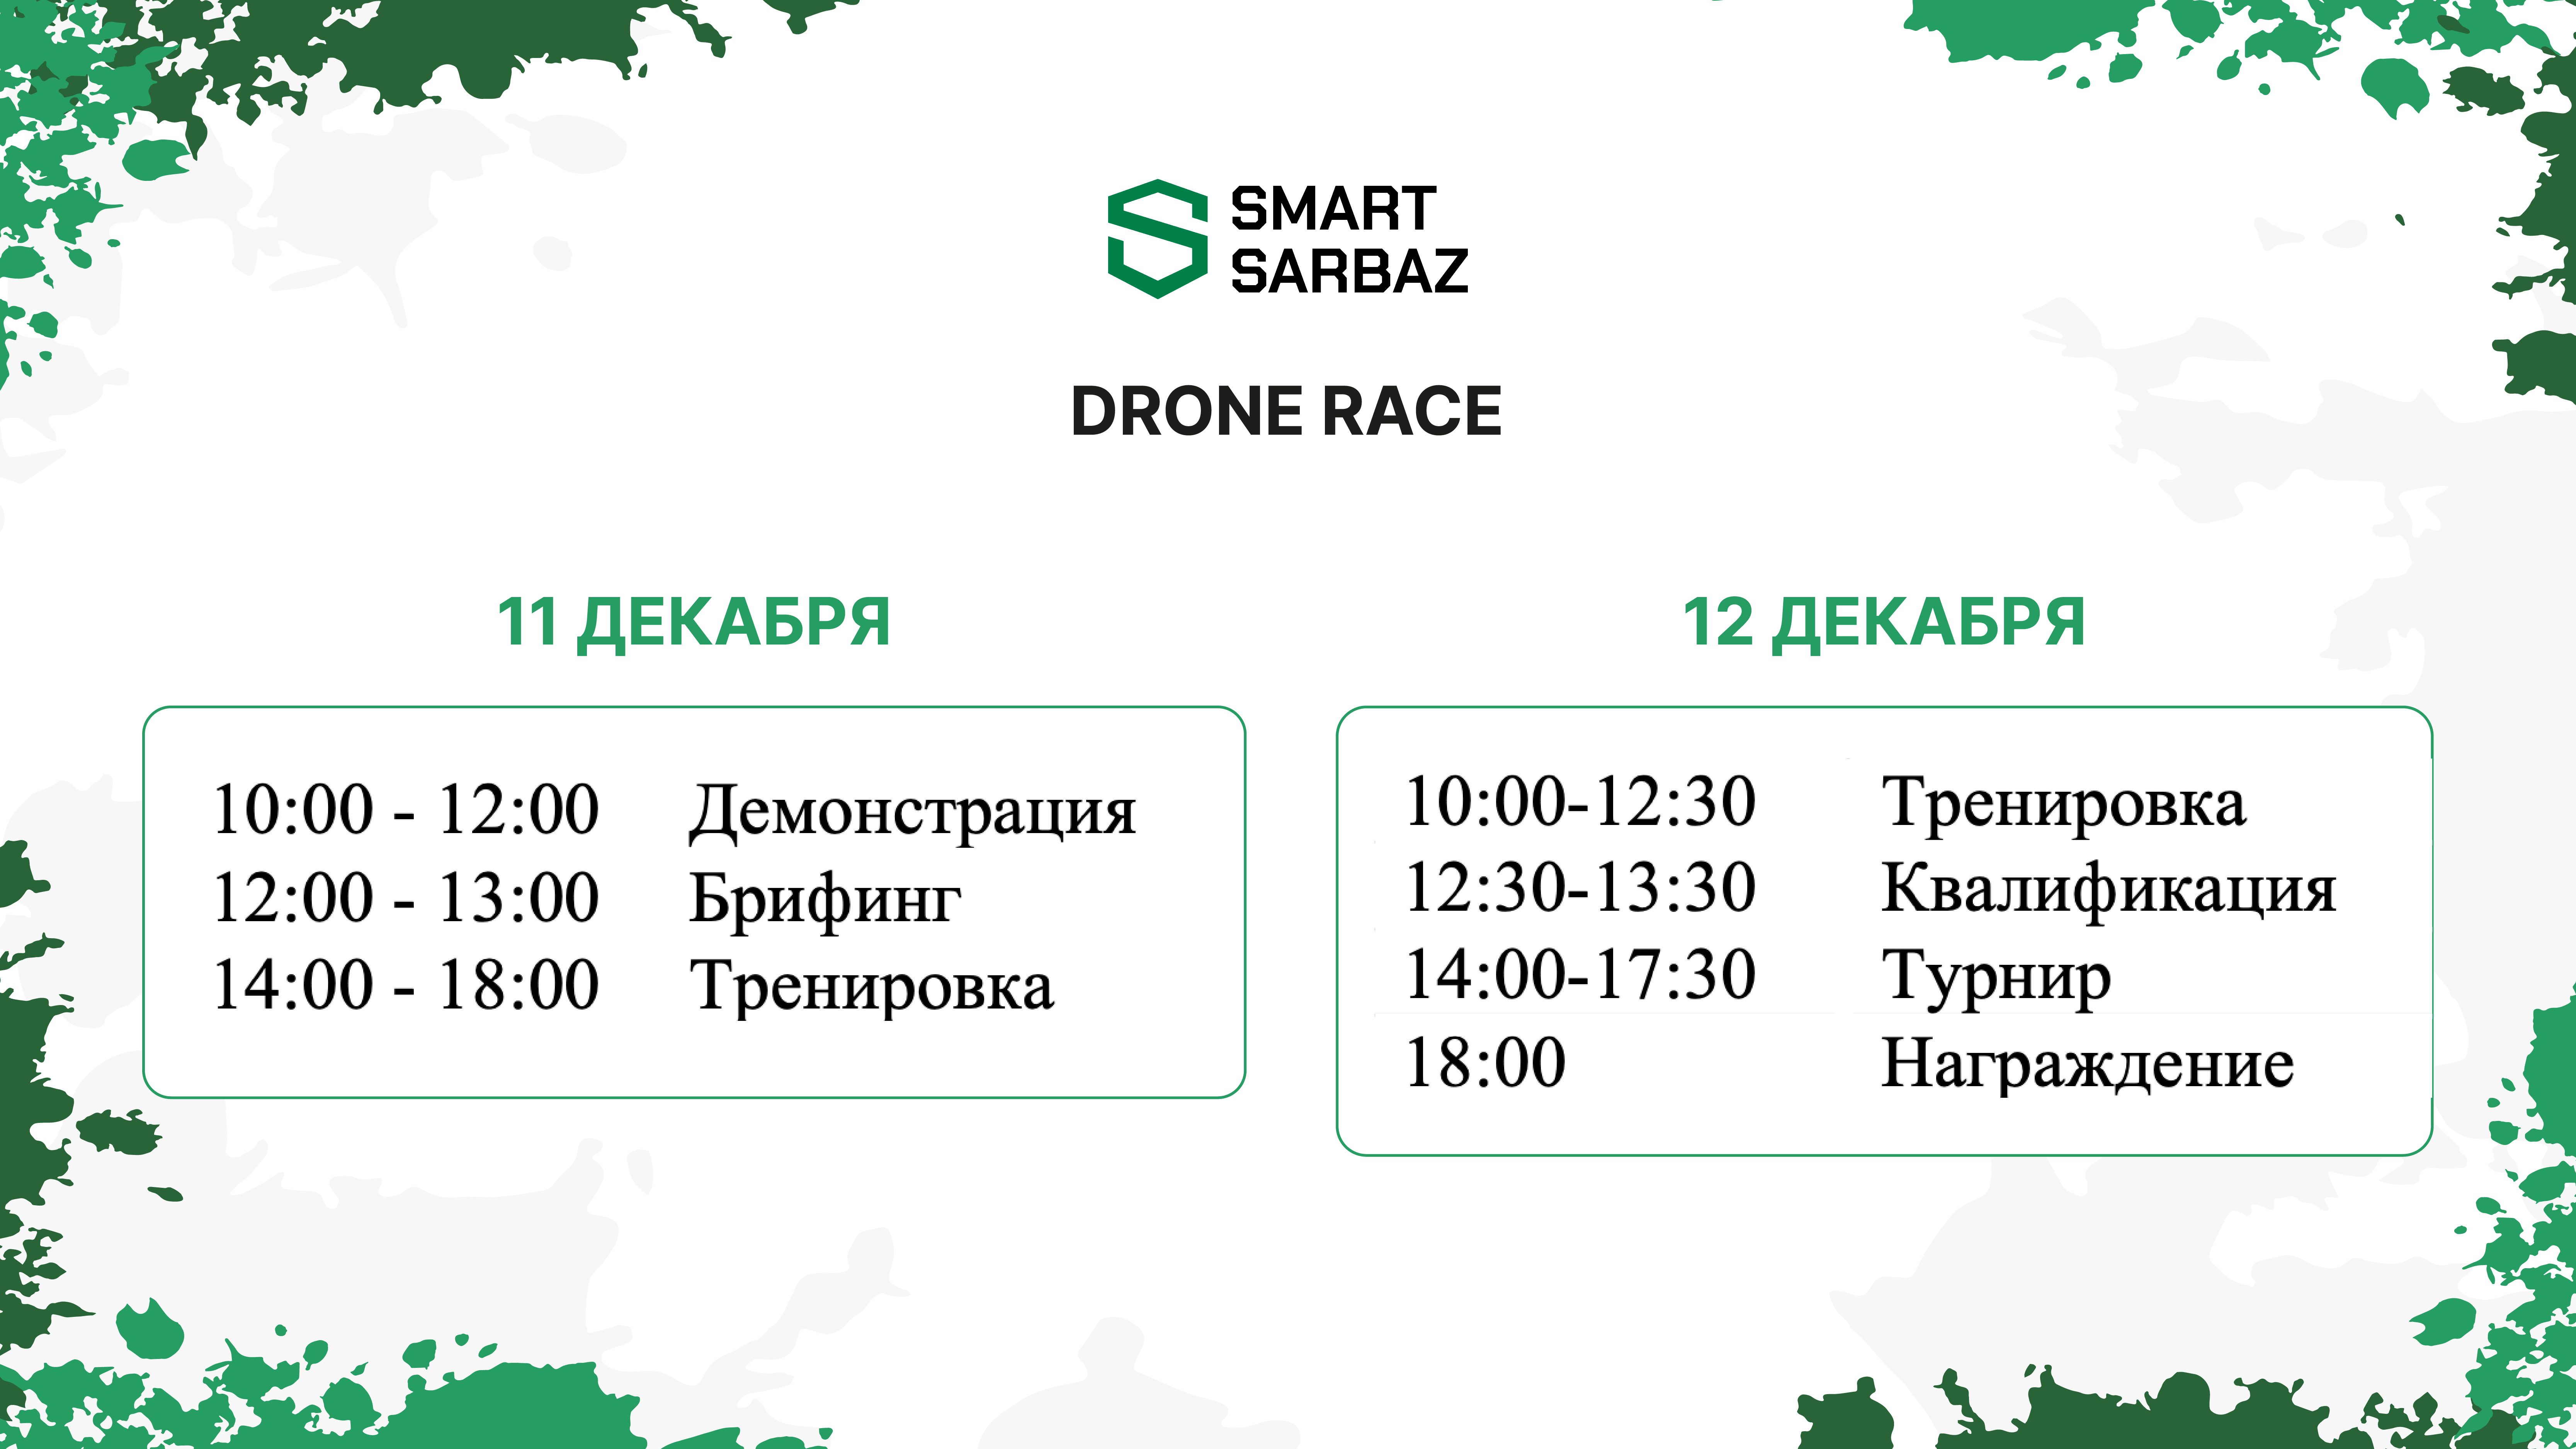 SMART
SARBAZ
DRONE RACE
11 ДЕКАБРЯ
10:00 - 12:00 Демонстрация
12:00 - 13:00 Брифинг
14:00 - 18:00 Тренировка
12 ДЕКАБРЯ
10:00-12:30 Тренировка
12:30-13:30 Квалификация
14:00-17:30 Турнир
18:00 Награждение